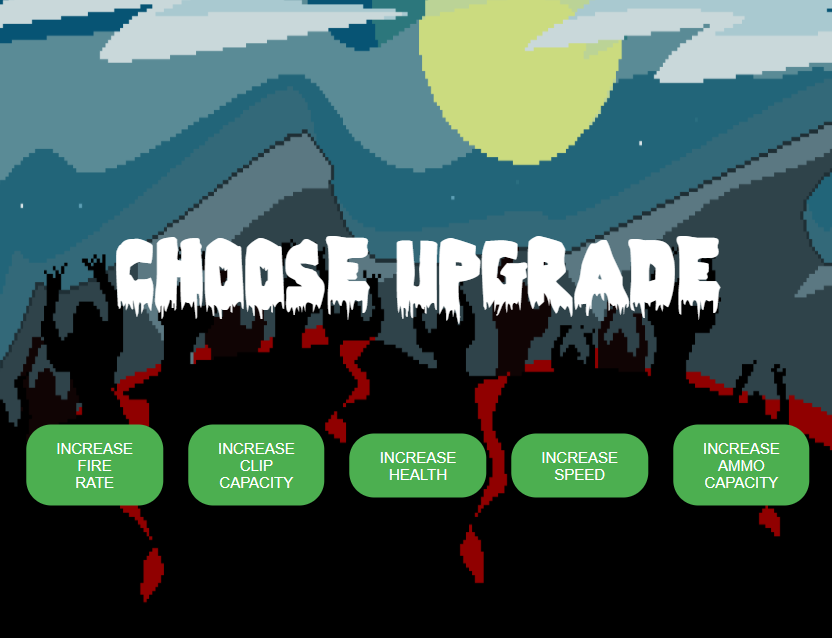 CHOOSE UPGRADE
INCREASE
FIRE
RATE
INCREASE
CLIP
CAPACITY
INCREASE
HEALTH
INCREASE
SPEED
INCREASE
AMMO
CAPACITY